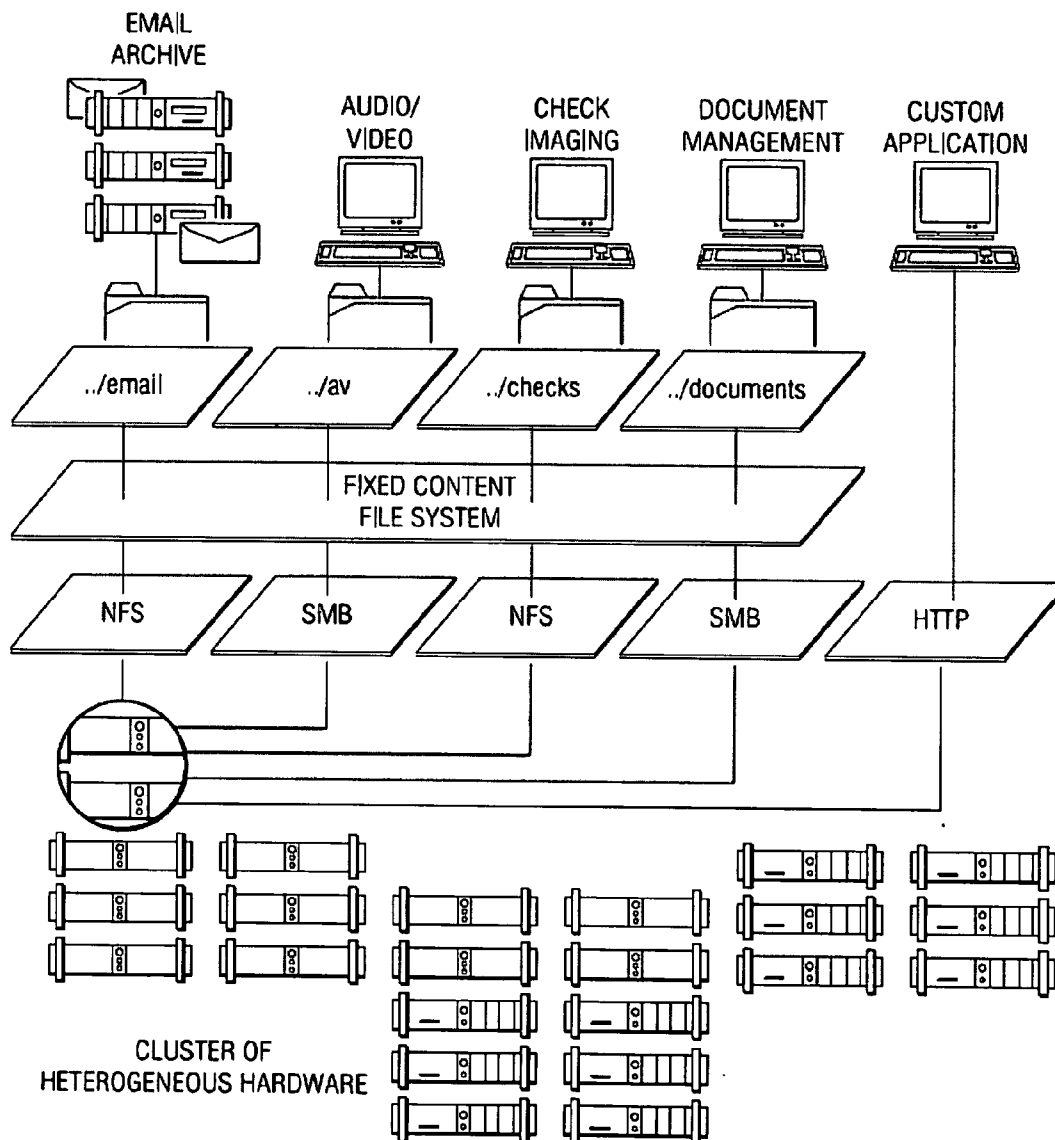 EMAIL
ARCHIVE
AUDIO/
VIDEO
CHECK
IMAGING
DOCUMENT
MANAGEMENT
CUSTOM
APPLICATION
../email
../av
../checks
../documents
FIXED CONTENT
FILE SYSTEM
NFS
SMB
NFS
SMB
HTTP
CLUSTER OF
HETEROGENEOUS HARDWARE